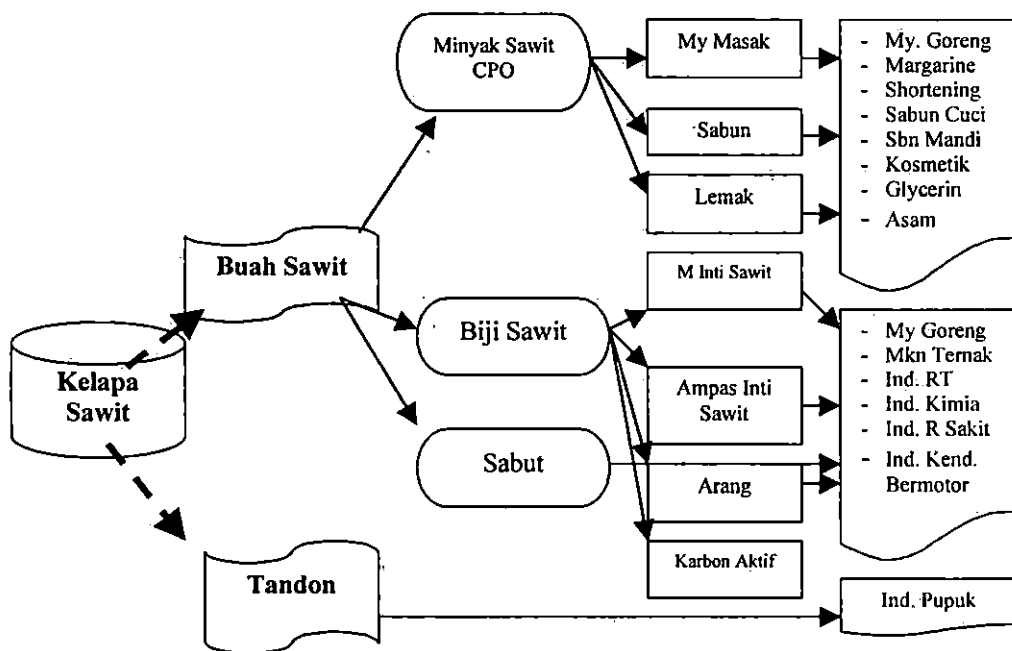 Minyak Sawit
CPO
My Masak
Sabun
Lemak
- My. Goreng
- Margarine
- Shortening
- Sabun Cuci
- Sbn Mandi
- Kosmetik
- Glycerin
- Asam
Buah Sawit
Kelapa
Sawit
Biji Sawit
Sabut
M Inti Sawit
Ampas Inti
Sawit
Arang
Karbon Aktif
- My Goreng
- Mkn Ternak
- Ind. RT
- Ind. Kimia
- Ind. R Sakit
- Ind. Kend.
Bermotor
Tandon
Ind. Pupuk